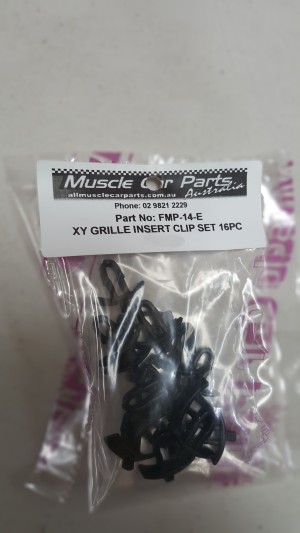 Muscle Car Parts
Australia
allmusclecarparts.com.au
Phone: 02 9821 2229
Part No: FMP-14-E
XY GRILLE INSERT CLIP SET 16PC